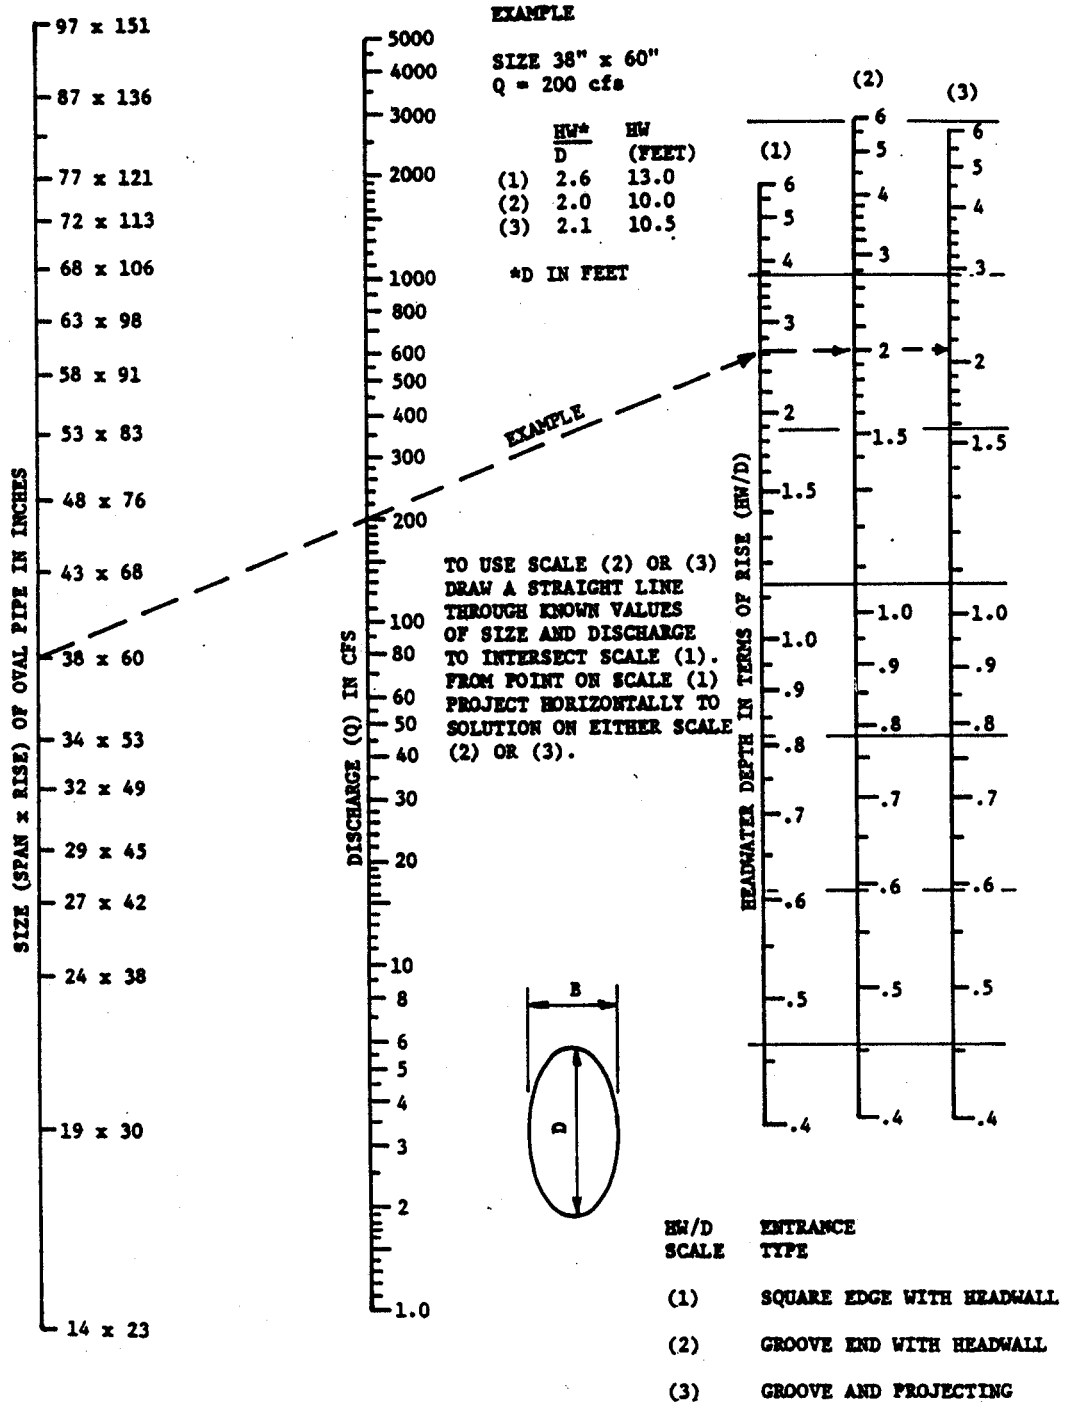 EXAMPLE
SIZE 38" x 60"
Q = 200 cfs
HW* HW
D (FEET)
(1) 2.6 13.0
(2) 2.0 10.0
(3) 2.1 10.5
*D IN FEET
SIZE (SPAN x RISE) OF OVAL PIPE IN INCHES
97 x 151
87 x 136
77 x 121
72 x 113
68 x 106
63 x 98
58 x 91
53 x 83
48 x 76
43 x 68
38 x 60
34 x 53
32 x 49
29 x 45
27 x 42
24 x 38
19 x 30
14 x 23
DISCHARGE (Q) IN CFS
5000
4000
3000
2000
1000
800
600
500
400
300
200
100
80
60
50
40
30
20
10
8
6
5
4
3
2
1.0
EXAMPLE
TO USE SCALE (2) OR (3)
DRAW A STRAIGHT LINE
THROUGH KNOWN VALUES
OF SIZE AND DISCHARGE
TO INTERSECT SCALE (1).
FROM POINT ON SCALE (1)
PROJECT HORIZONTALLY TO
SOLUTION ON EITHER SCALE
(2) OR (3).
HEADWATER DEPTH IN TERMS OF RISE (HW/D)
(1)
6
5
4
3
2
1.5
1.0
.9
.8
.7
.6
.5
.4
(2)
6
5
4
3
2
1.5
1.0
.9
.8
.7
.6
.5
.4
(3)
6
5
4
3
2
1.5
1.0
.9
.8
.7
.6
.5
.4
B
D
HW/D ENTRANCE
SCALE TYPE
(1) SQUARE EDGE WITH HEADWALL
(2) GROOVE END WITH HEADWALL
(3) GROOVE AND PROJECTING